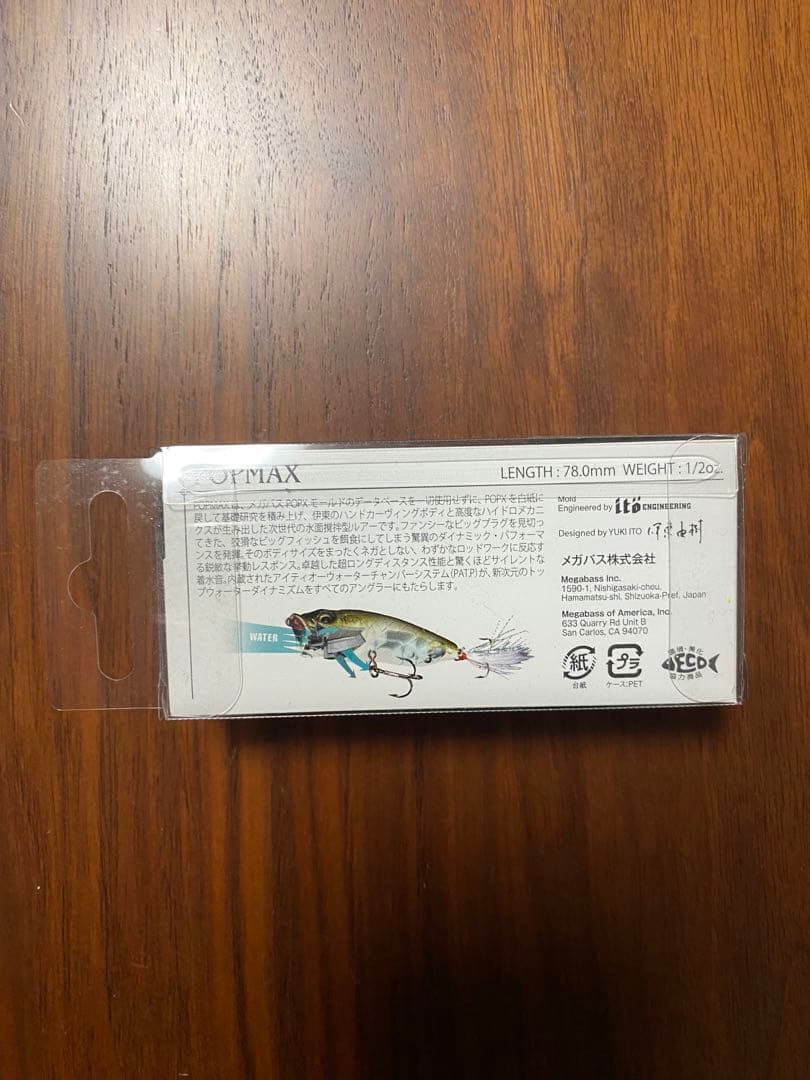 POPMAX
LENGTH : 78.0mm WEIGHT : 1/2oz.
POPMAXは、メガバス POPX モールドのデータベースを一切使用せずに、POPX を白紙に
戻して基礎研究を積み上げ、伊東のハンドカーヴィングボディと高度なハイドロメカニ
クスが生み出した次世代の水面撹拌型ルアーです。ファンシーなビッグプラグを見切っ
てきた、狡猾なビッグフィッシュを餌食にしてしまう驚異のダイナミック・パフォーマ
ンスを発揮。そのボディサイズをまったくネガとしない、わずかなロッドワークに反応す
る鋭敏な挙動レスポンス。卓越した超ロングディスタンス性能と驚くほどサイレントな
着水音。内蔵されたアイティオーウォーターチャンバーシステム(PAT.P)が、新次元のトッ
プウォーターダイナミズムをすべてのアングラーにもたらします。
WATER
Mold
Engineered by itö ENGINEERING
Designed by YUKI ITO
メガバス株式会社
Megabass Inc.
1590-1, Nishigasaki-chou,
Hamamatsu-shi, Shizuoka-Pref, Japan
Megabass of America, Inc.
633 Quarry Rd Unit B
San Carlos, CA 94070
紙
台紙
プラ
ケース:PET
環境・美化
ECO
協力商品